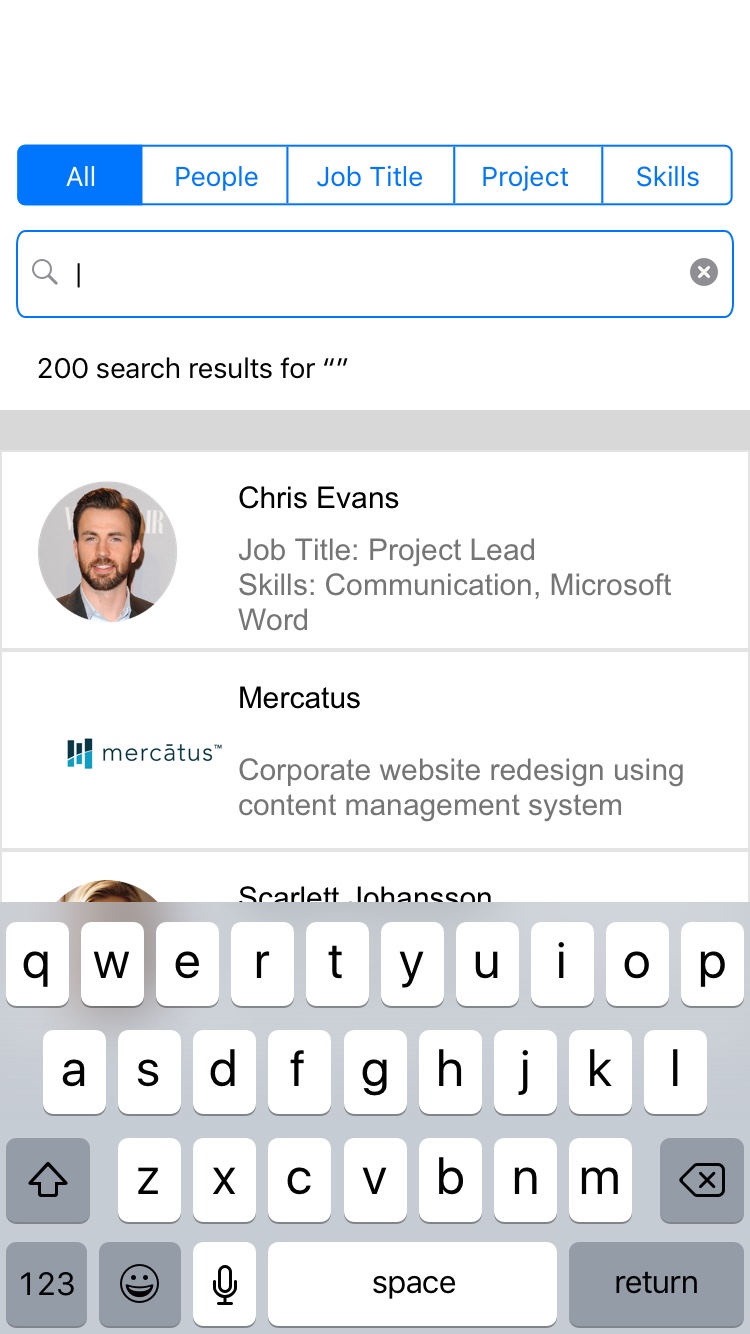 All People Job Title Project Skills
200 search results for “”
Chris Evans
Job Title: Project Lead
Skills: Communication, Microsoft
Word
Mercatus
mercātus™
Corporate website redesign using
content management system
Scarlett Johansson
q w e r t y u i o p
a s d f g h j k l
z x c v b n m
123 space return